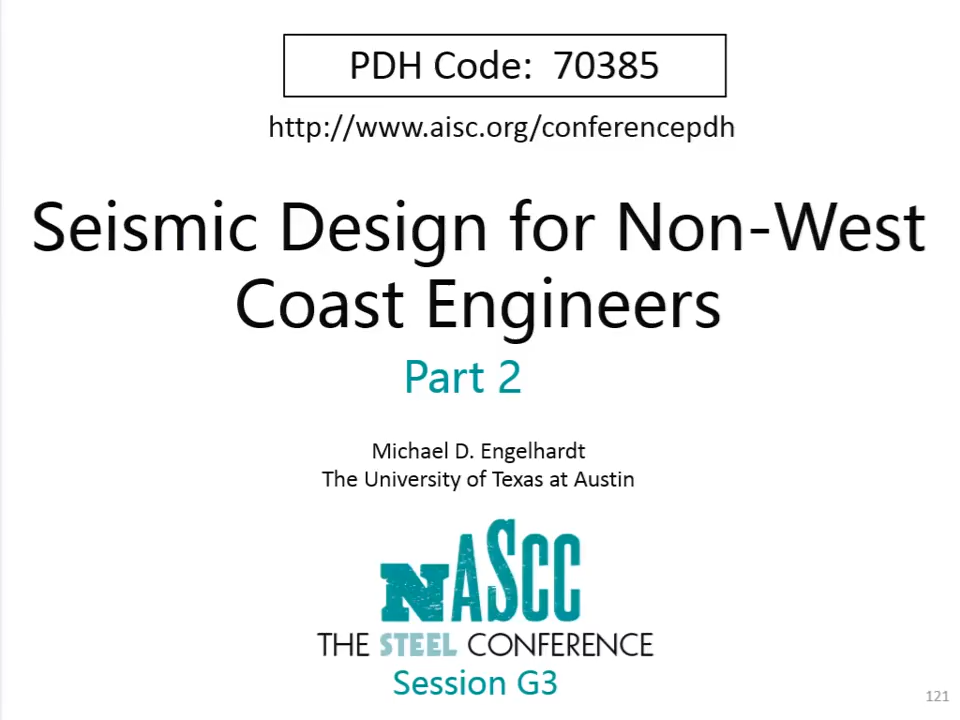 PDH Code: 70385
http://www.aisc.org/conferencepdh
Seismic Design for Non-West
Coast Engineers
Part 2
Michael D. Engelhardt
The University of Texas at Austin
NASCC
THE STEEL CONFERENCE
Session G3
121